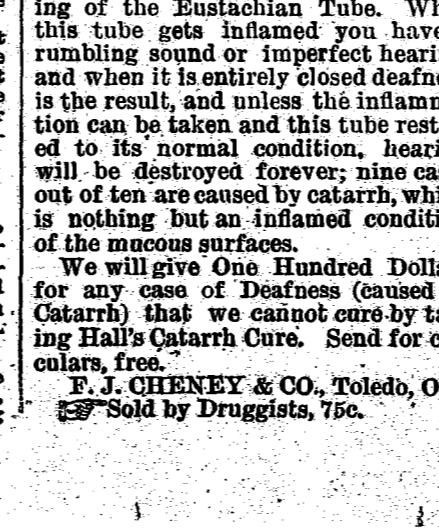 ing of the Eustachian Tube. Wh
this tube gets inflamed you have
rumbling sound or imperfect heari
and when it is entirely closed deafne
is the result, and unless the inflamm
tion can be taken and this tube rest
ed to its normal condition, heari
will be destroyed forever; nine ca
out of ten are caused by catarrh, whi
is nothing but an inflamed conditi
of the mucous surfaces.
We will give One Hundred Dolla
for any case of Deafness (caused
Catarrh) that we cannot cure by ta
ing Hall's Catarrh Cure. Send for c
culars, free.
F. J. CHENEY & CO., Toledo, O
Sold by Druggists, 75c.